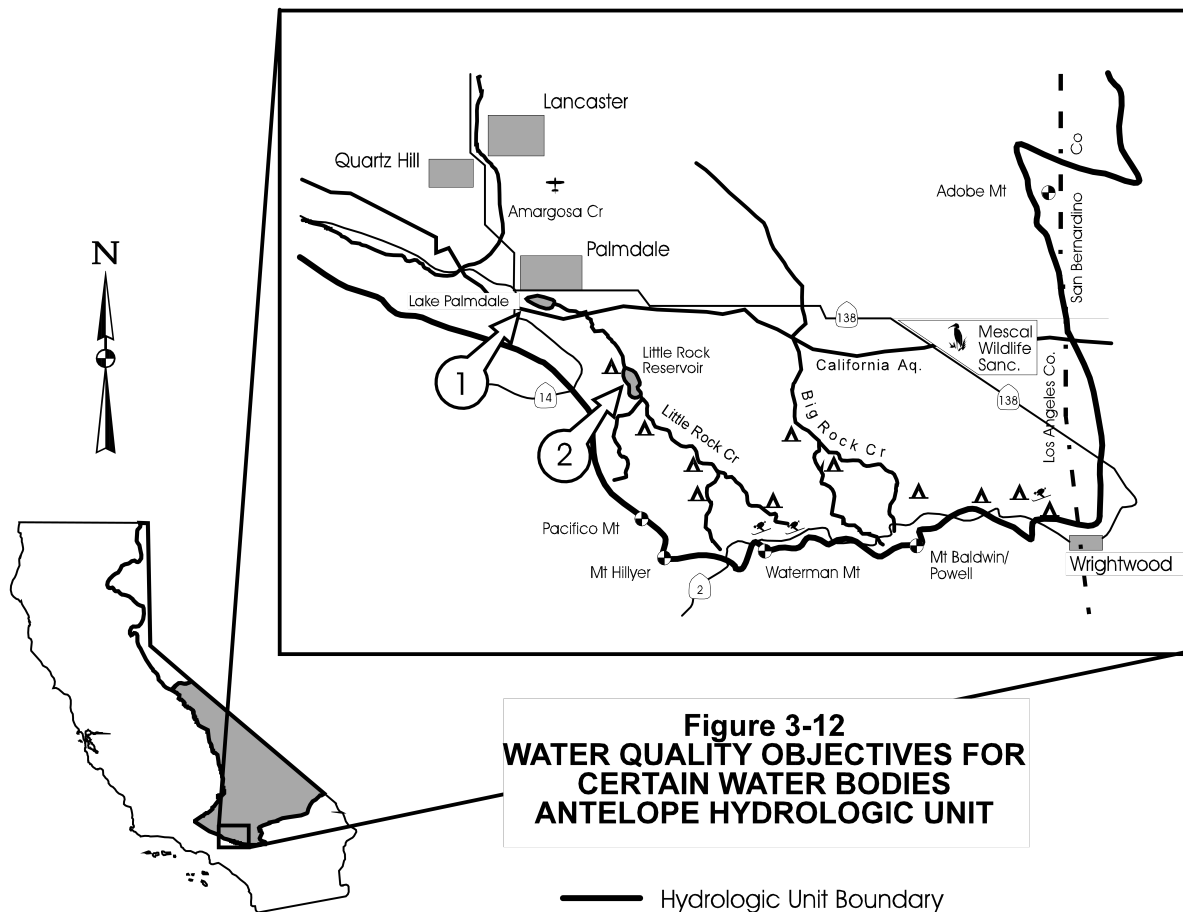 Lancaster
Quartz Hill
Amargosa Cr
Palmdale
Lake Palmdale
Adobe Mt
San Bernardino Co
Los Angeles Co.
N
138
Mescal
Wildlife
Sanc.
California Aq.
Little Rock
Reservoir
1
14
138
2
Little Rock Cr
Big Rock Cr
Pacifico Mt
Mt Hillyer
Waterman Mt
Mt Baldwin/
Powell
Wrightwood
2
Figure 3-12
WATER QUALITY OBJECTIVES FOR
CERTAIN WATER BODIES
ANTELOPE HYDROLOGIC UNIT
Hydrologic Unit Boundary